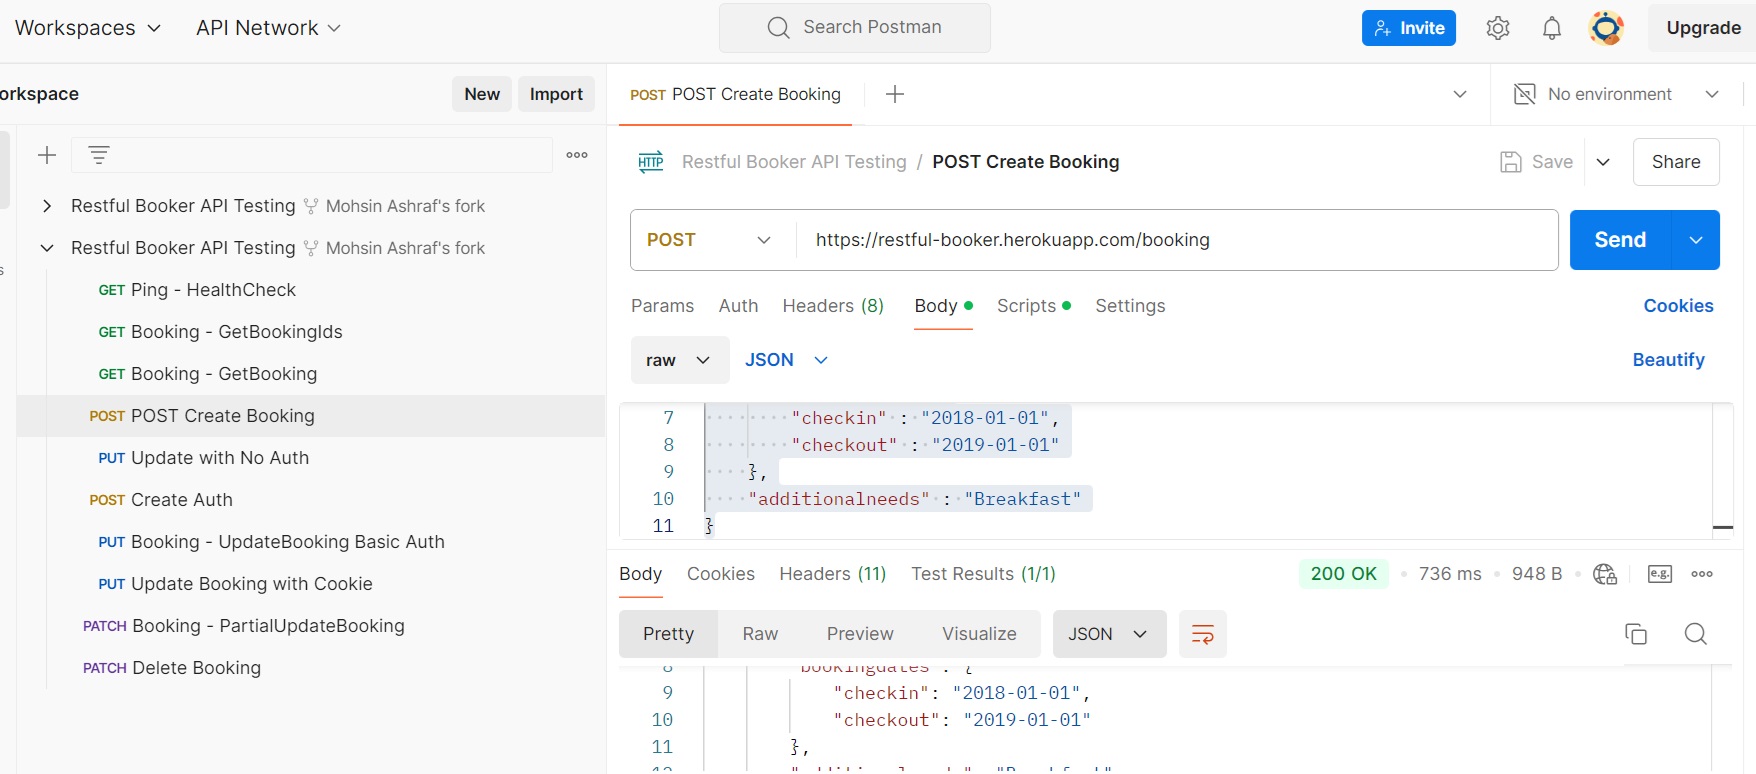 Workspaces API Network Search Postman Invite Upgrade
orkspace New Import POST POST Create Booking No environment
HTTP Restful Booker API Testing / POST Create Booking Save Share
Restful Booker API Testing Mohsin Ashraf's fork
Restful Booker API Testing Mohsin Ashraf's fork
GET Ping - HealthCheck
GET Booking - GetBookingIds
GET Booking - GetBooking
POST POST Create Booking
PUT Update with No Auth
POST Create Auth
PUT Booking - UpdateBooking Basic Auth
PUT Update Booking with Cookie
PATCH Booking - PartialUpdateBooking
PATCH Delete Booking
s
POST https://restful-booker.herokuapp.com/booking Send
Params Auth Headers (8) Body Scripts Settings Cookies
raw JSON Beautify
7 "checkin" : "2018-01-01",
8 "checkout" : "2019-01-01"
9 },
10 "additionalneeds" : "Breakfast"
11 }
Body Cookies Headers (11) Test Results (1/1) 200 OK 736 ms 948 B e.g.
Pretty Raw Preview Visualize JSON
8 "bookingdates": {
9 "checkin": "2018-01-01",
10 "checkout": "2019-01-01"
11 },